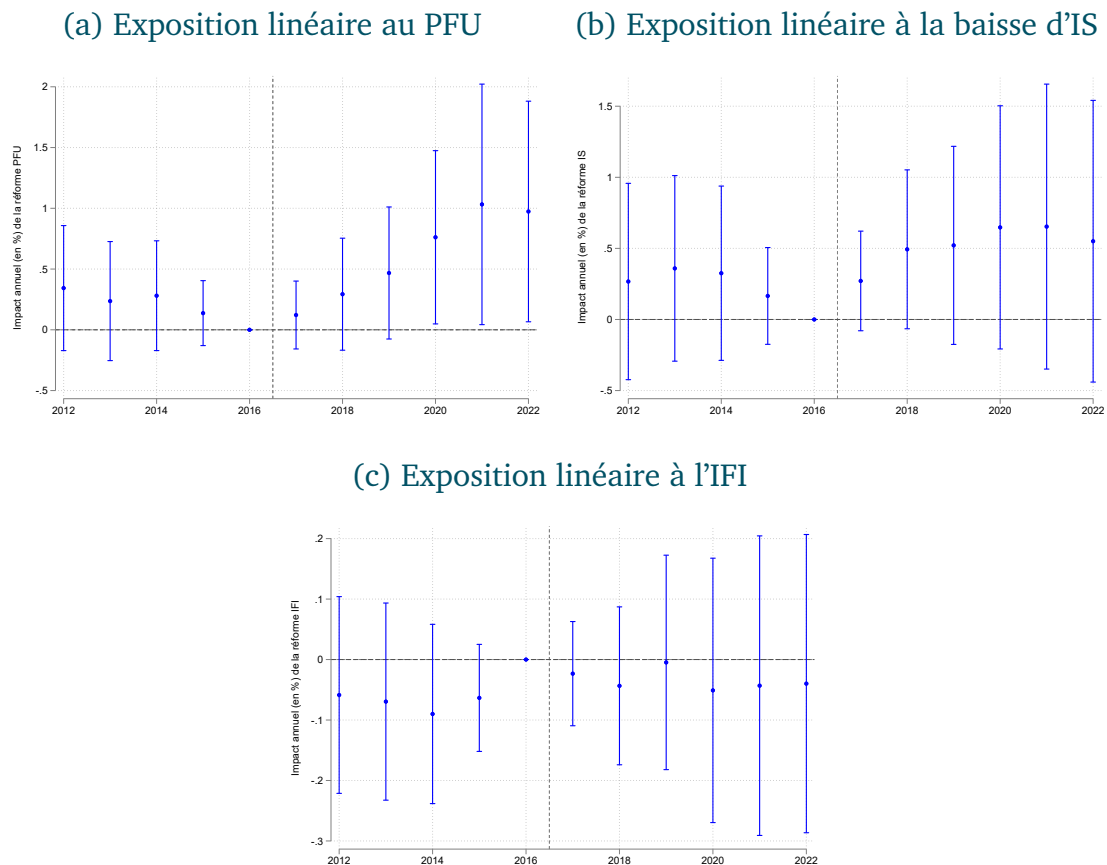 (a) Exposition linéaire au PFU
Impact annuel (en %) de la réforme PFU
2
1.5
1
.5
0
-.5
2012 2014 2016 2018 2020 2022
(b) Exposition linéaire à la baisse d'IS
Impact annuel (en %) de la réforme IS
1.5
1
.5
0
-.5
2012 2014 2016 2018 2020 2022
(c) Exposition linéaire à l'IFI
Impact annuel (en %) de la réforme IFI
.2
.1
0
-.1
-.2
-.3
2012 2014 2016 2018 2020 2022